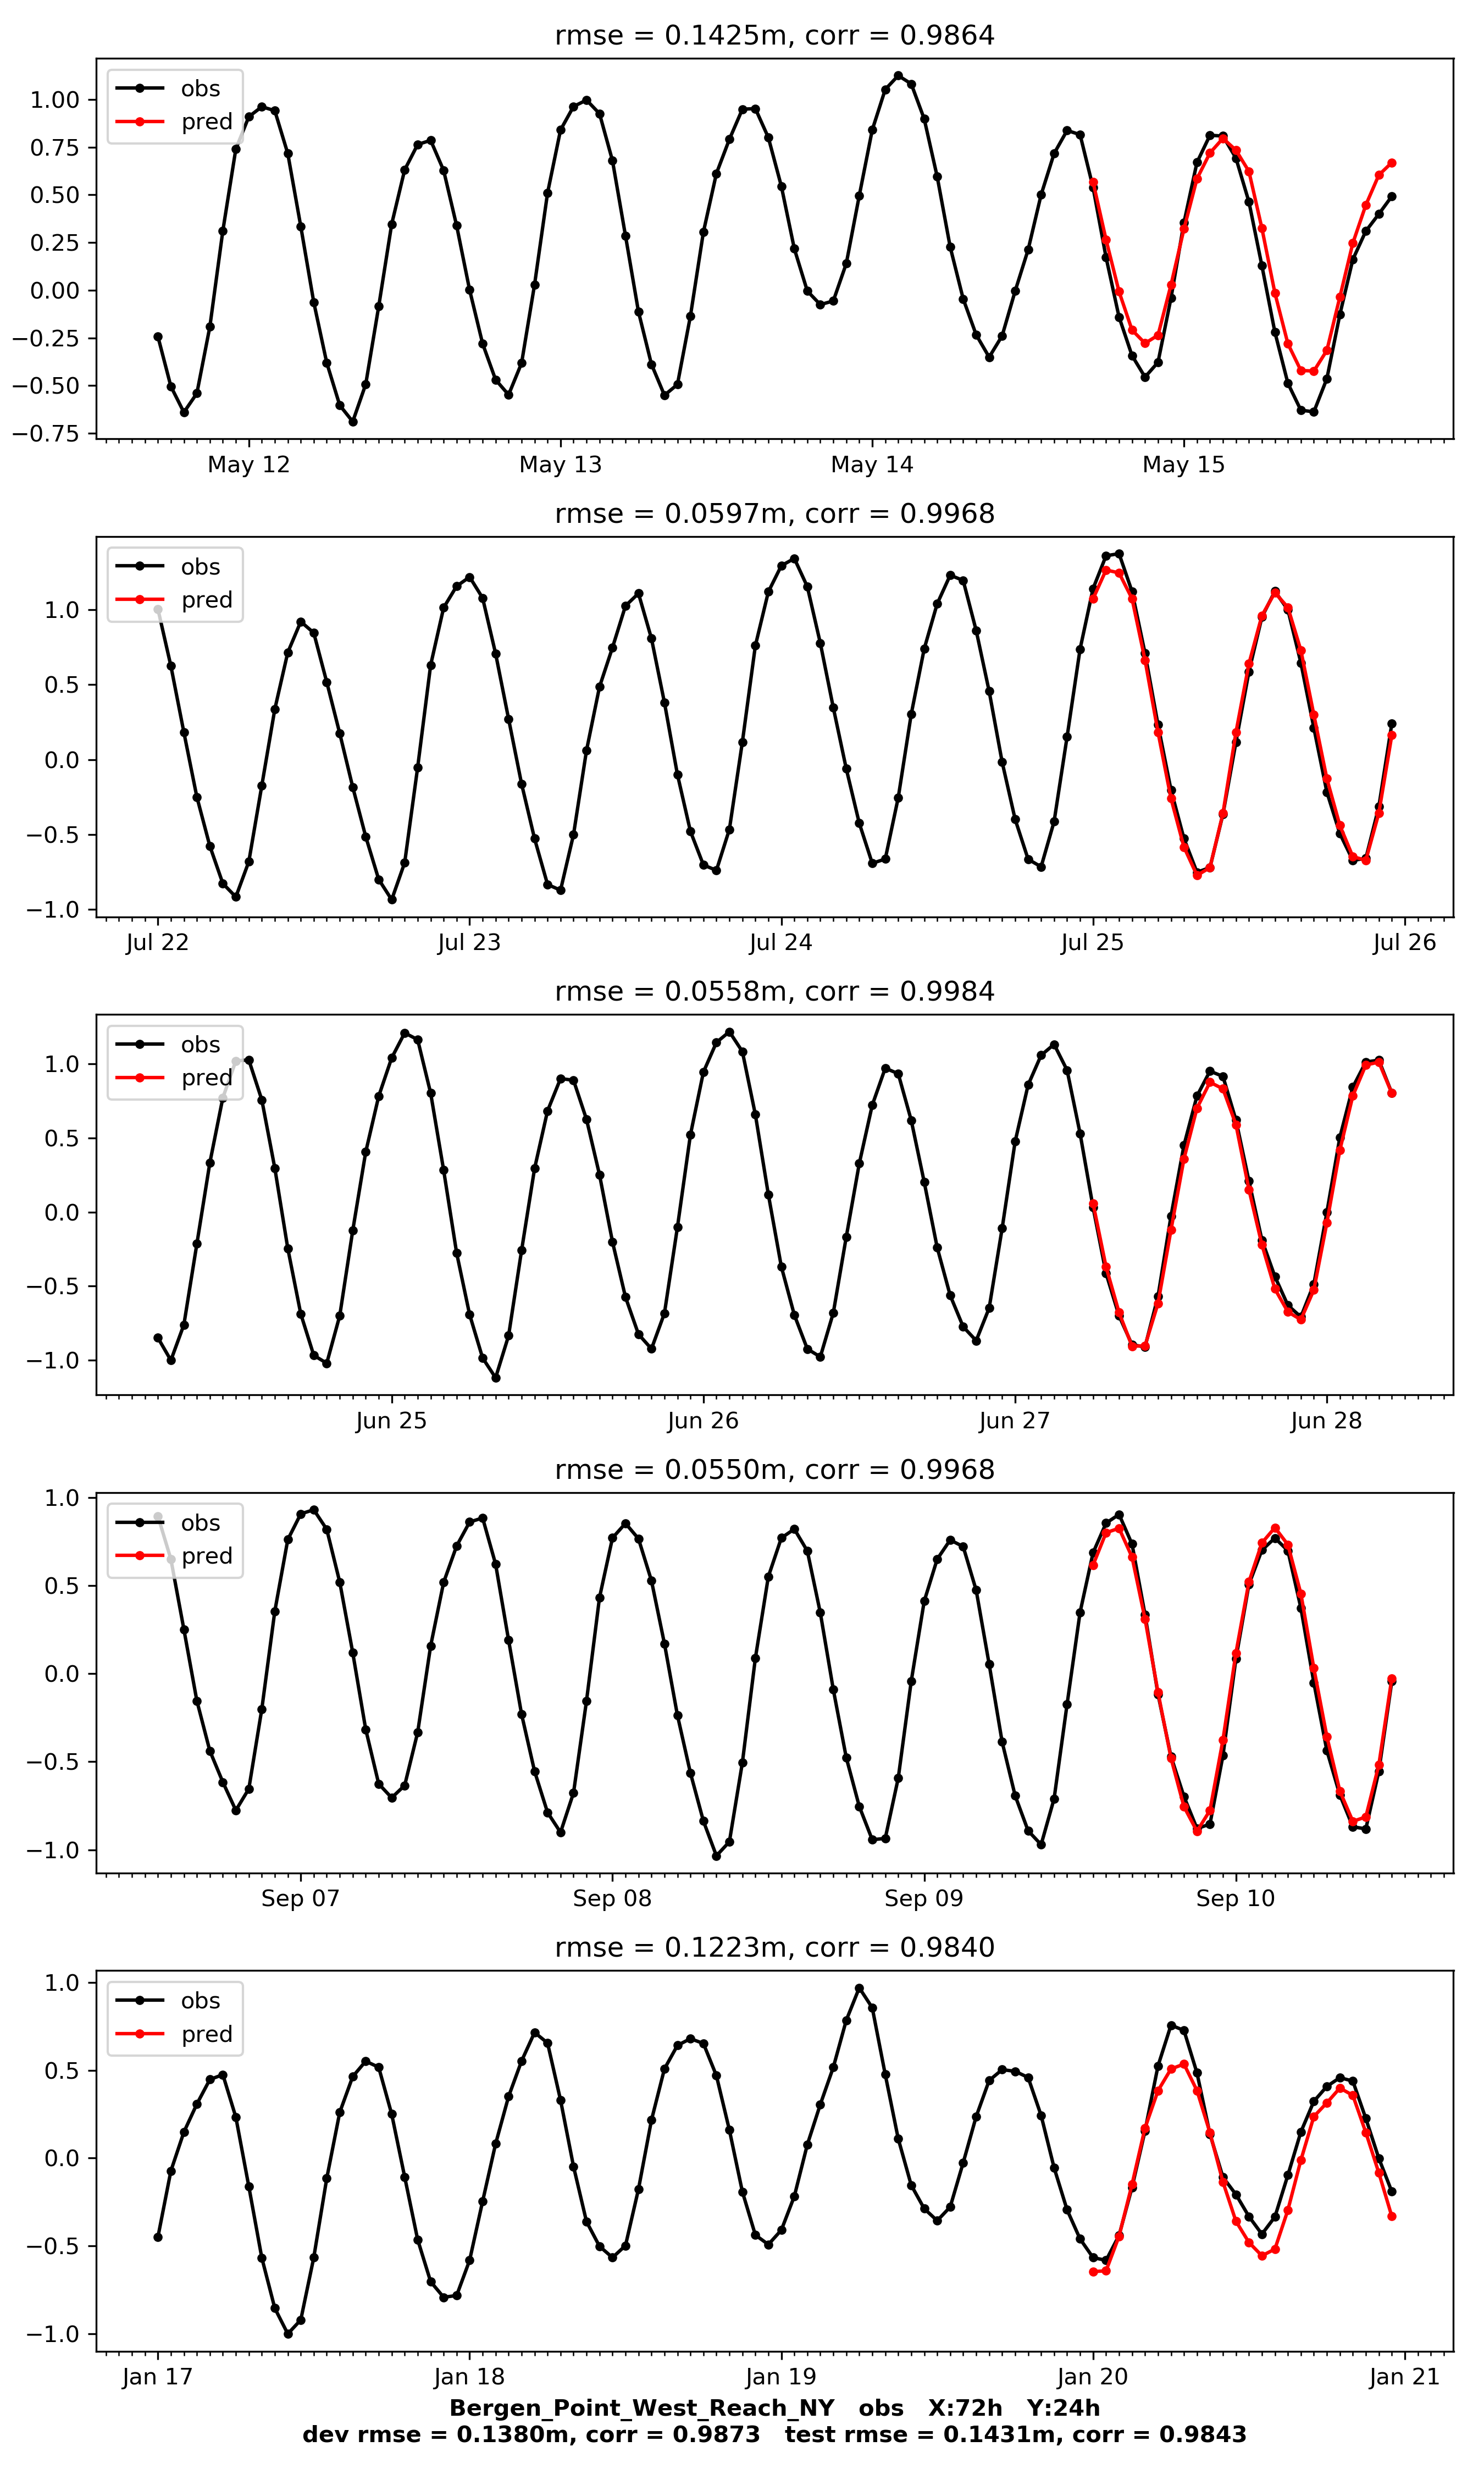 rmse = 0.1425m, corr = 0.9864
obs
pred
1.00
0.75
0.50
0.25
0.00
−0.25
−0.50
−0.75
May 12 May 13 May 14 May 15
rmse = 0.0597m, corr = 0.9968
obs
pred
1.0
0.5
0.0
−0.5
−1.0
Jul 22 Jul 23 Jul 24 Jul 25 Jul 26
rmse = 0.0558m, corr = 0.9984
obs
pred
1.0
0.5
0.0
−0.5
−1.0
Jun 25 Jun 26 Jun 27 Jun 28
rmse = 0.0550m, corr = 0.9968
obs
pred
1.0
0.5
0.0
−0.5
−1.0
Sep 07 Sep 08 Sep 09 Sep 10
rmse = 0.1223m, corr = 0.9840
obs
pred
1.0
0.5
0.0
−0.5
−1.0
Jan 17 Jan 18 Jan 19 Jan 20 Jan 21
Bergen_Point_West_Reach_NY obs X:72h Y:24h
dev rmse = 0.1380m, corr = 0.9873 test rmse = 0.1431m, corr = 0.9843